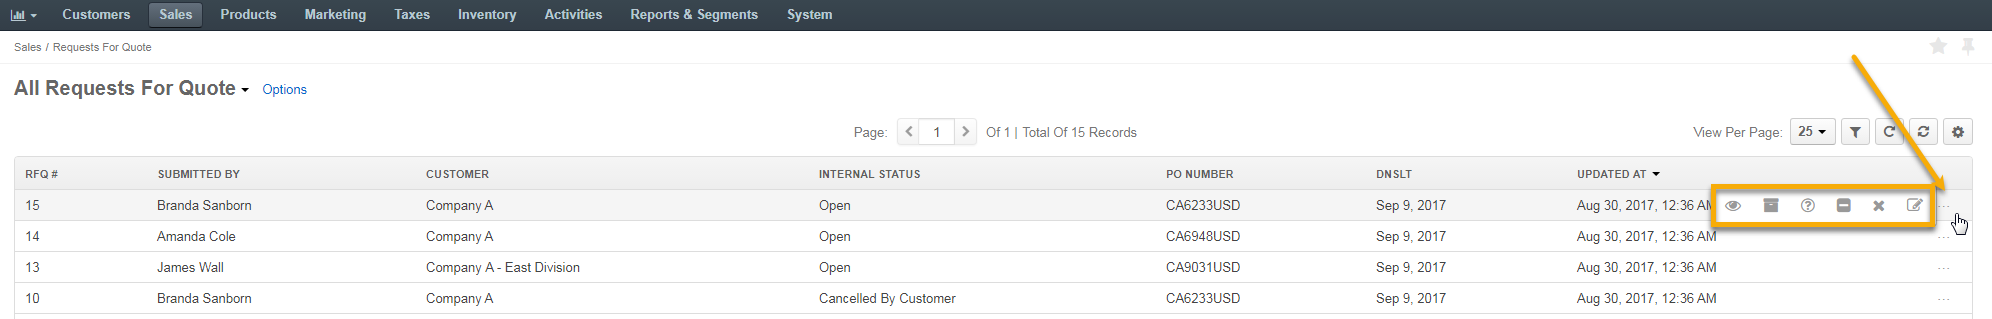 Customers Sales Products Marketing Taxes Inventory Activities Reports & Segments System
Sales / Requests For Quote
All Requests For Quote Options
Page: 1 Of 1 | Total Of 15 Records View Per Page: 25
RFQ # SUBMITTED BY CUSTOMER INTERNAL STATUS PO NUMBER DNSLT UPDATED AT
15 Branda Sanborn Company A Open CA6233USD Sep 9, 2017 Aug 30, 2017, 12:36 AM ...
14 Amanda Cole Company A Open CA6948USD Sep 9, 2017 Aug 30, 2017, 12:36 AM ...
13 James Wall Company A - East Division Open CA9031USD Sep 9, 2017 Aug 30, 2017, 12:36 AM ...
10 Branda Sanborn Company A Cancelled By Customer CA6233USD Sep 9, 2017 Aug 30, 2017, 12:36 AM ...